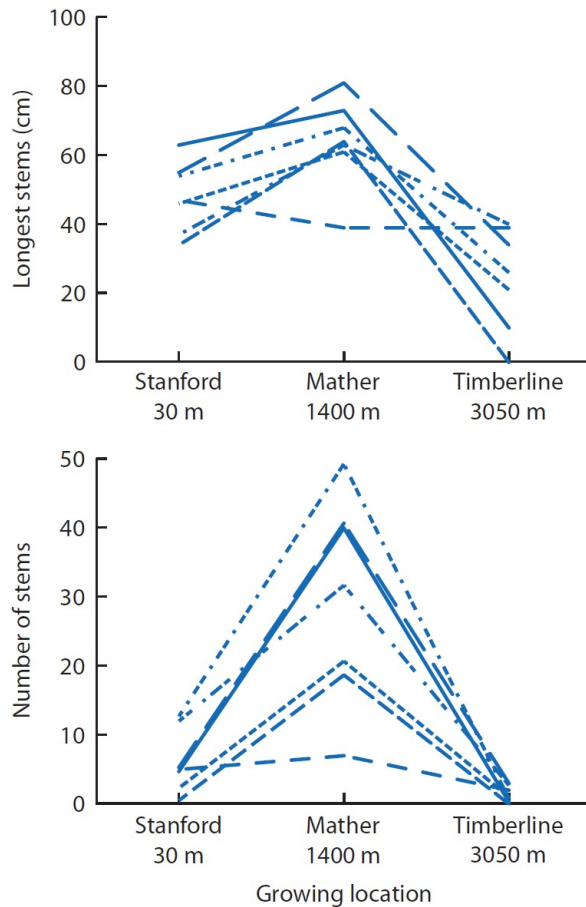 Longest stems (cm)
100
80
60
40
20
0
Stanford Mather Timberline
30 m 1400 m 3050 m
Number of stems
50
40
30
20
10
0
Stanford Mather Timberline
30 m 1400 m 3050 m
Growing location